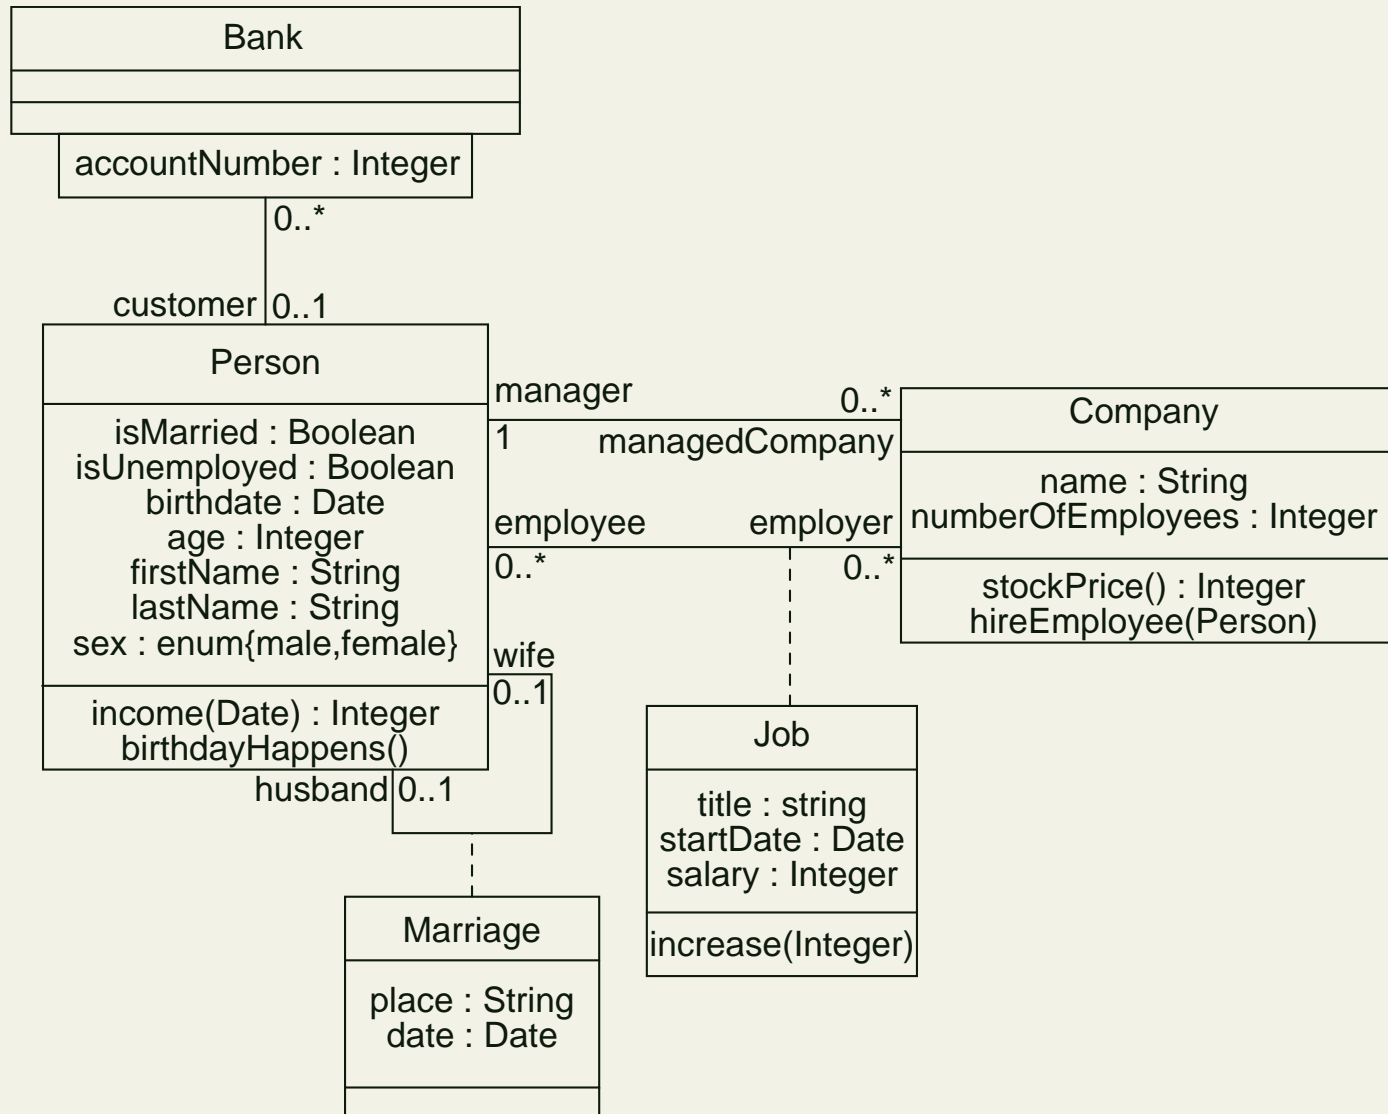 Bank
accountNumber : Integer
0..*
customer 0..1
Person
isMarried : Boolean
isUnemployed : Boolean
birthdate : Date
age : Integer
firstName : String
lastName : String
sex : enum{male,female}
income(Date) : Integer
birthdayHappens()
manager 0..*
1 managedCompany
employee employer
0..* 0..*
Company
name : String
numberOfEmployees : Integer
stockPrice() : Integer
hireEmployee(Person)
wife
0..1
husband 0..1
Job
title : string
startDate : Date
salary : Integer
increase(Integer)
Marriage
place : String
date : Date